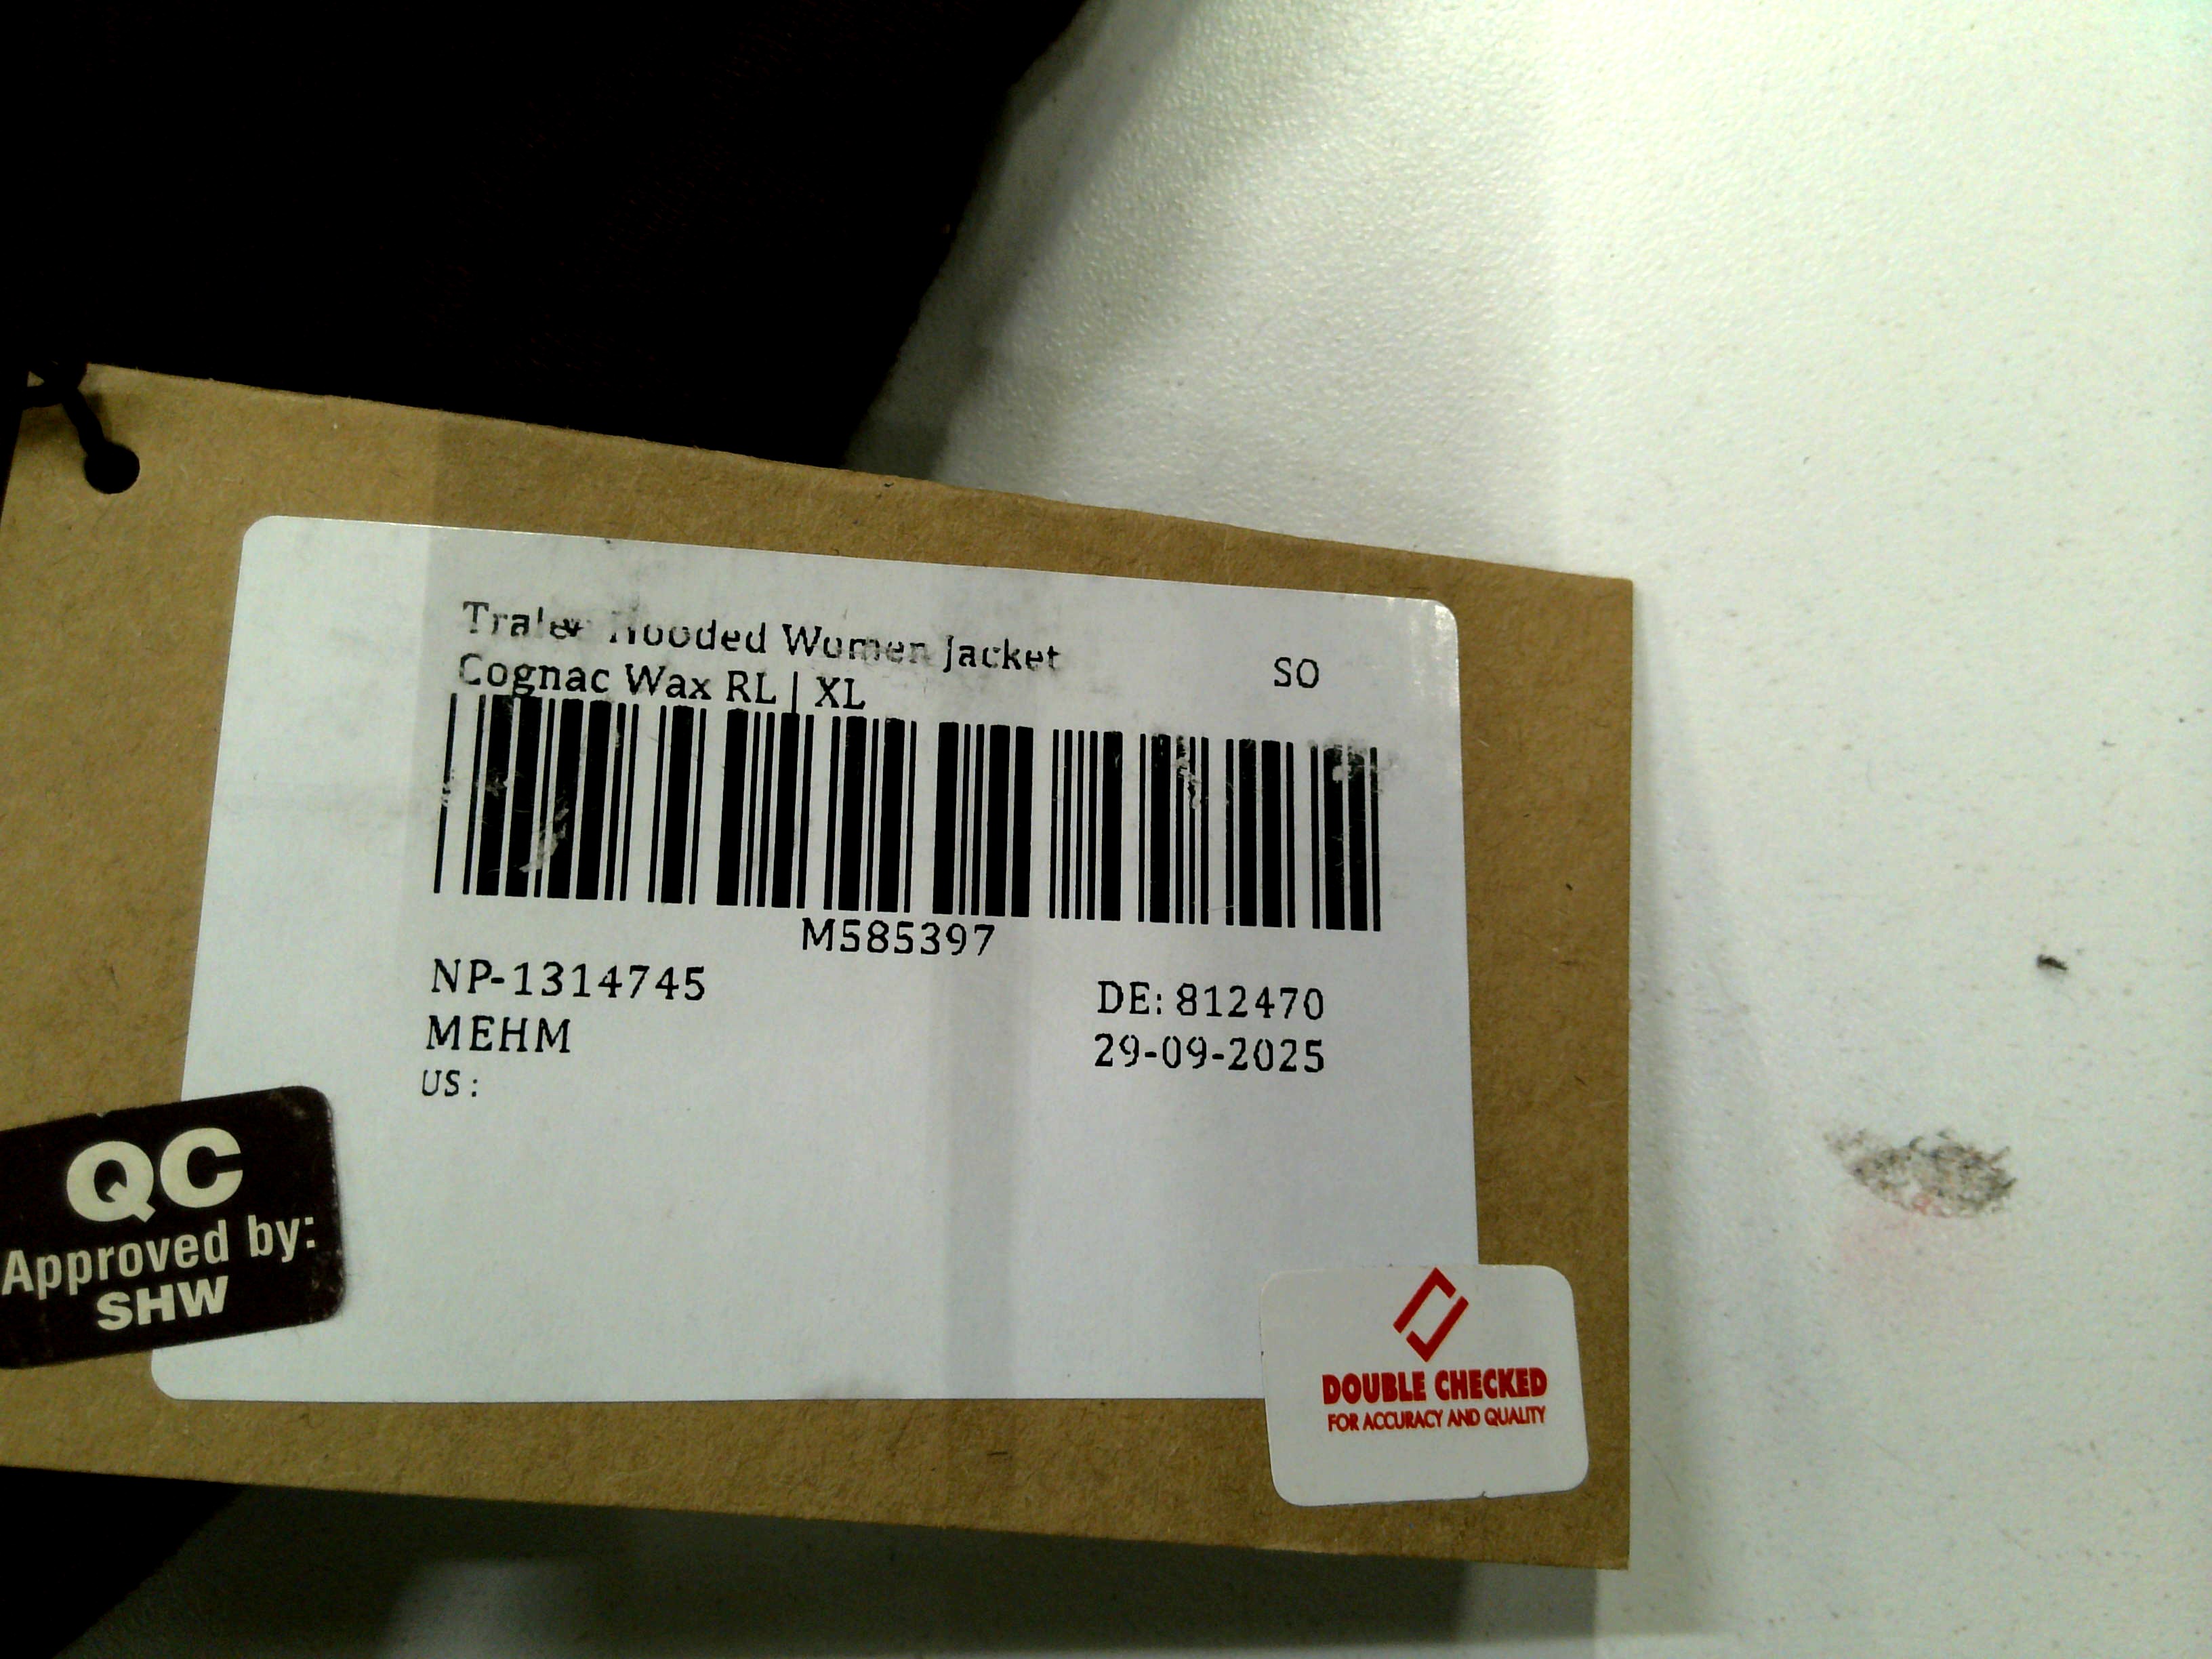 Hooded Women Jacket
SO
Cognac Wax RL | XL
M585397
NP-1314745
DE: 812470
MEHM
29-09-2025
US :
QC
Approved by:
SHW
DOUBLE CHECKED
FOR ACCURACY AND QUALITY